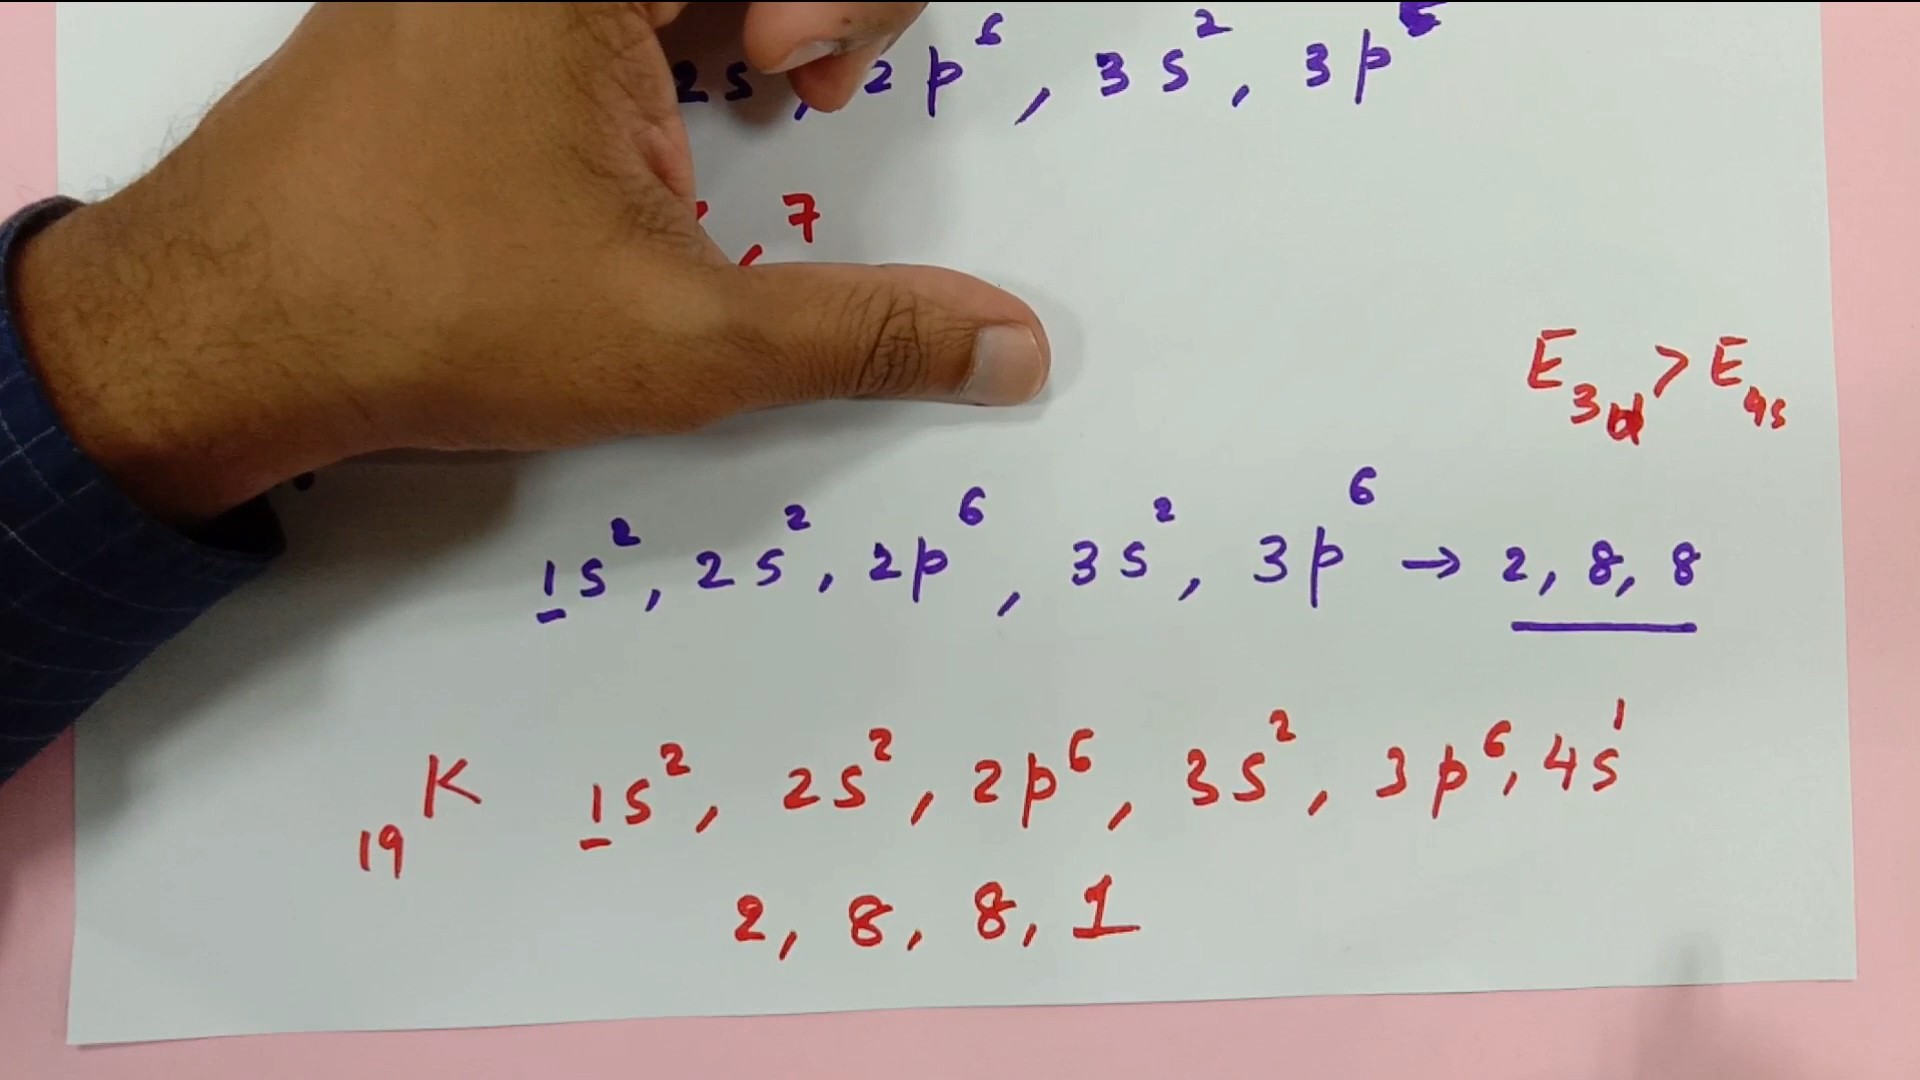 2s , 2p⁶ , 3s² , 3p⁵
, 7
E₃d > E₄s
1s² , 2s² , 2p⁶ , 3s² , 3p⁶ → 2, 8, 8
₁₉K 1s² , 2s² , 2p⁶ , 3s² , 3p⁶, 4s¹
2, 8, 8, 1